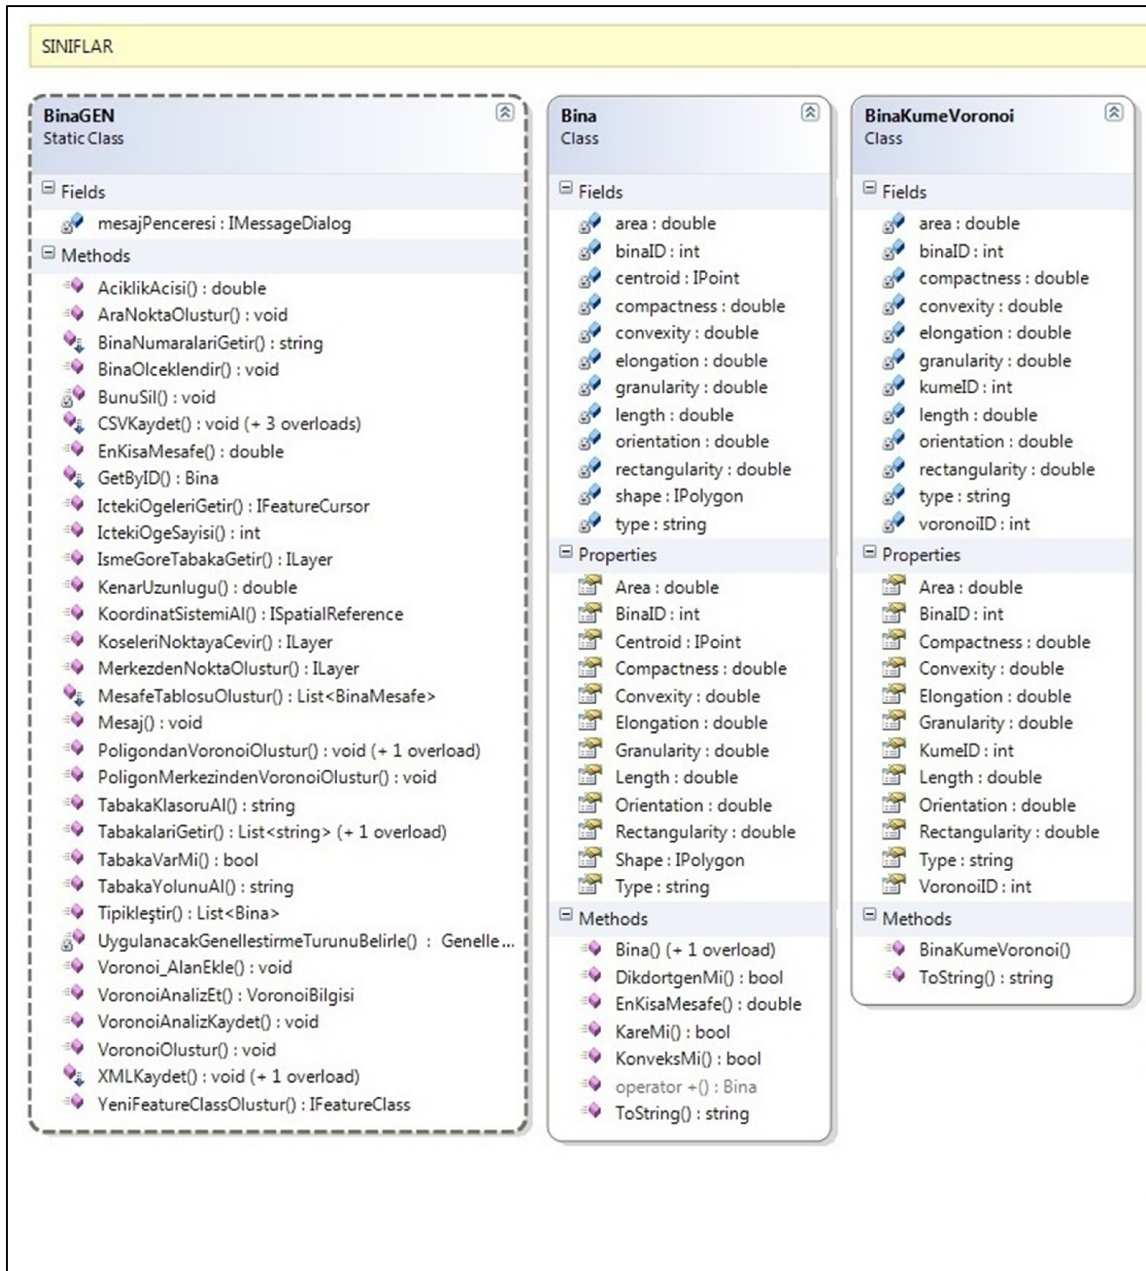 SINIFLAR
BinaGEN
Static Class
Fields
mesajPenceresi : IMessageDialog
Methods
AciklikAcisi() : double
AraNoktaOlustur() : void
BinaNumaralariGetir() : string
BinaOlceklendir() : void
BunuSil() : void
CSVKaydet() : void (+ 3 overloads)
EnKisaMesafe() : double
GetByID() : Bina
IctekiOgeleriGetir() : IFeatureCursor
IctekiOgeSayisi() : int
IsmeGoreTabakaGetir() : ILayer
KenarUzunlugu() : double
KoordinatSistemiAl() : ISpatialReference
KoseleriNoktayaCevir() : ILayer
MerkezdenNoktaOlustur() : ILayer
MesafeTablosuOlustur() : List<BinaMesafe>
Mesaj() : void
PoligondanVoronoiOlustur() : void (+ 1 overload)
PoligonMerkezindenVoronoiOlustur() : void
TabakaKlasoruAl() : string
TabakalariGetir() : List<string> (+ 1 overload)
TabakaVarMi() : bool
TabakaYolunuAl() : string
Tipikleştir() : List<Bina>
UygulanacakGenellestirmeTurunuBelirle() : Genelle...
Voronoi_AlanEkle() : void
VoronoiAnalizEt() : VoronoiBilgisi
VoronoiAnalizKaydet() : void
VoronoiOlustur() : void
XMLKaydet() : void (+ 1 overload)
YeniFeatureClassOlustur() : IFeatureClass
Bina
Class
Fields
area : double
binaID : int
centroid : IPoint
compactness : double
convexity : double
elongation : double
granularity : double
length : double
orientation : double
rectangularity : double
shape : IPolygon
type : string
Properties
Area : double
BinaID : int
Centroid : IPoint
Compactness : double
Convexity : double
Elongation : double
Granularity : double
Length : double
Orientation : double
Rectangularity : double
Shape : IPolygon
Type : string
Methods
Bina() (+ 1 overload)
DikdortgenMi() : bool
EnKisaMesafe() : double
KareMi() : bool
KonveksMi() : bool
operator +() : Bina
ToString() : string
BinaKumeVoronoi
Class
Fields
area : double
binaID : int
compactness : double
convexity : double
elongation : double
granularity : double
kumeID : int
length : double
orientation : double
rectangularity : double
type : string
voronoiID : int
Properties
Area : double
BinaID : int
Compactness : double
Convexity : double
Elongation : double
Granularity : double
KumeID : int
Length : double
Orientation : double
Rectangularity : double
Type : string
VoronoiID : int
Methods
BinaKumeVoronoi()
ToString() : string